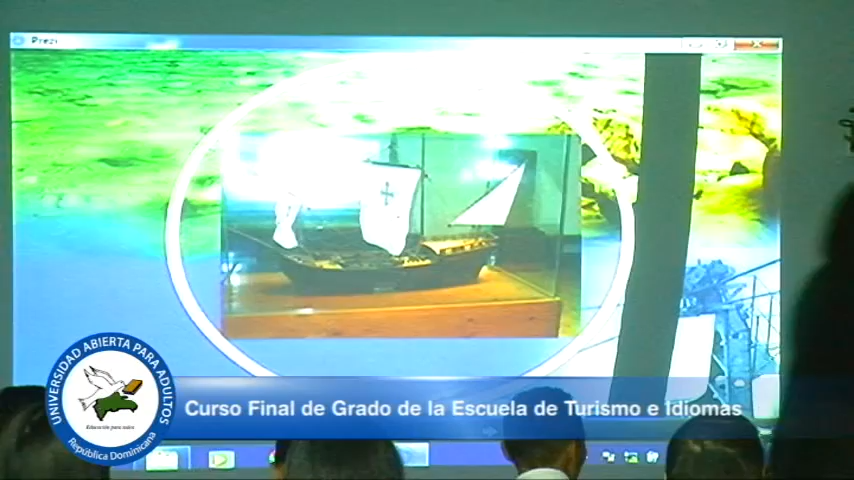 Prezi
UNIVERSIDAD ABIERTA PARA ADULTOS
Educación para todos
República Dominicana
Curso Final de Grado de la Escuela de Turismo e Idiomas